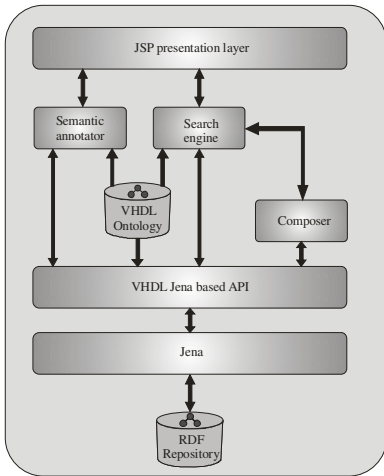 JSP presentation layer
Semantic
annotator
Search
engine
VHDL
Ontology
Composer
VHDL Jena based API
Jena
RDF
Repository